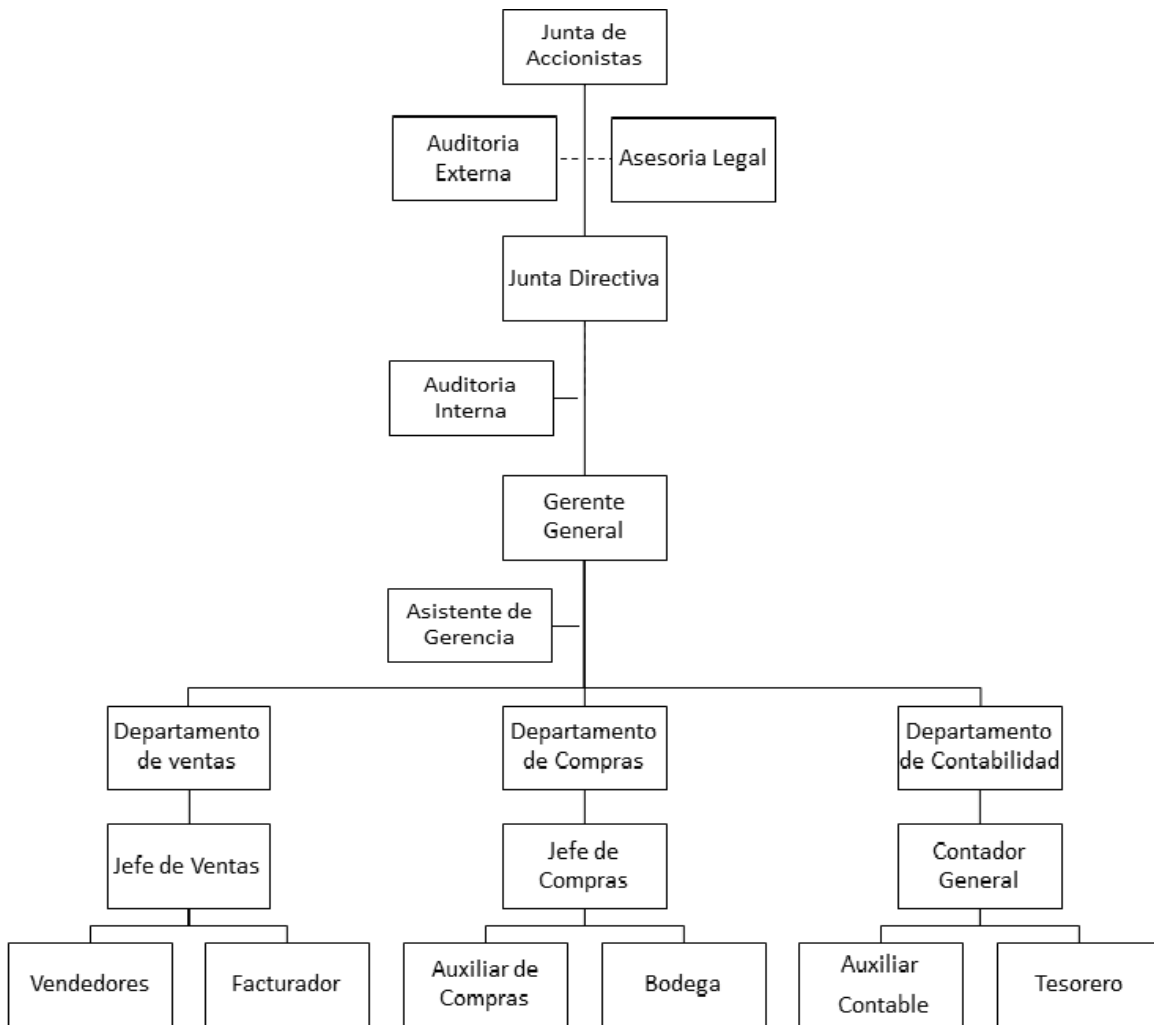 Junta de
Accionistas
Auditoria
Externa
Asesoria Legal
Junta Directiva
Auditoria
Interna
Gerente
General
Asistente de
Gerencia
Departamento
de ventas
Departamento
de Compras
Departamento
de Contabilidad
Jefe de Ventas
Jefe de
Compras
Contador
General
Vendedores
Facturador
Auxiliar de
Compras
Bodega
Auxiliar
Contable
Tesorero